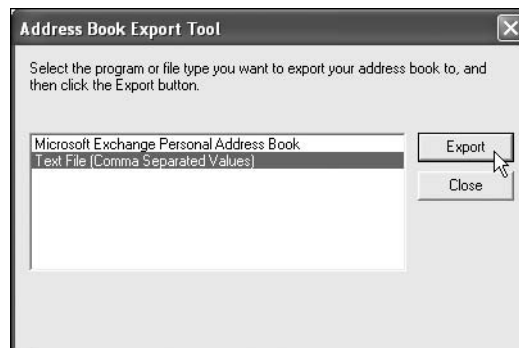 Address Book Export Tool
Select the program or file type you want to export your address book to, and
then click the Export button.
Microsoft Exchange Personal Address Book
Text File (Comma Separated Values)
Export
Close